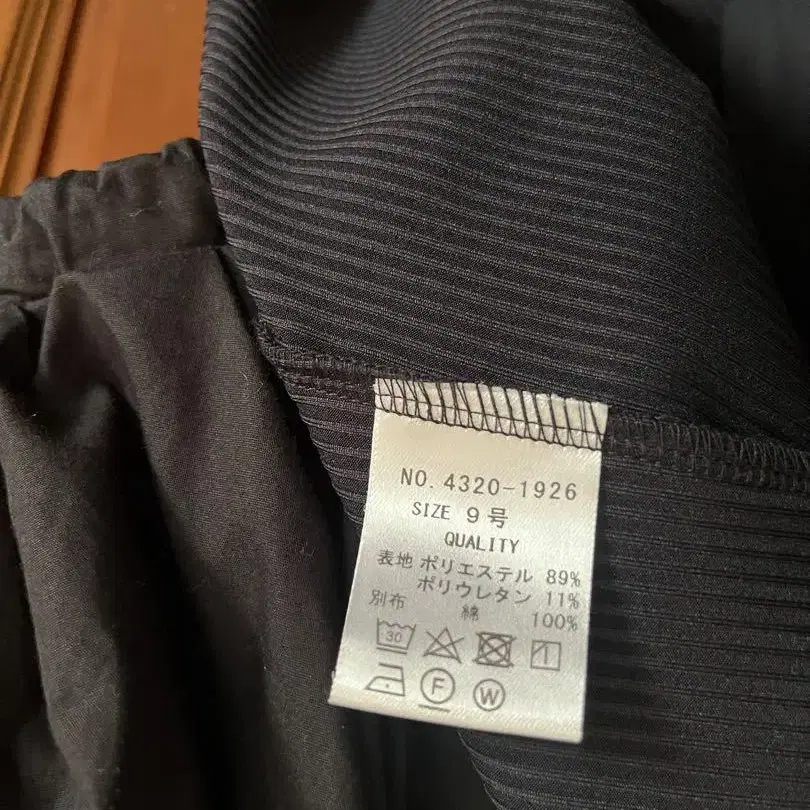 NO. 4320-1926
SIZE 9号
QUALITY
表地 ポリエステル 89%
ポリウレタン 11%
別布 綿 100%
30
F W